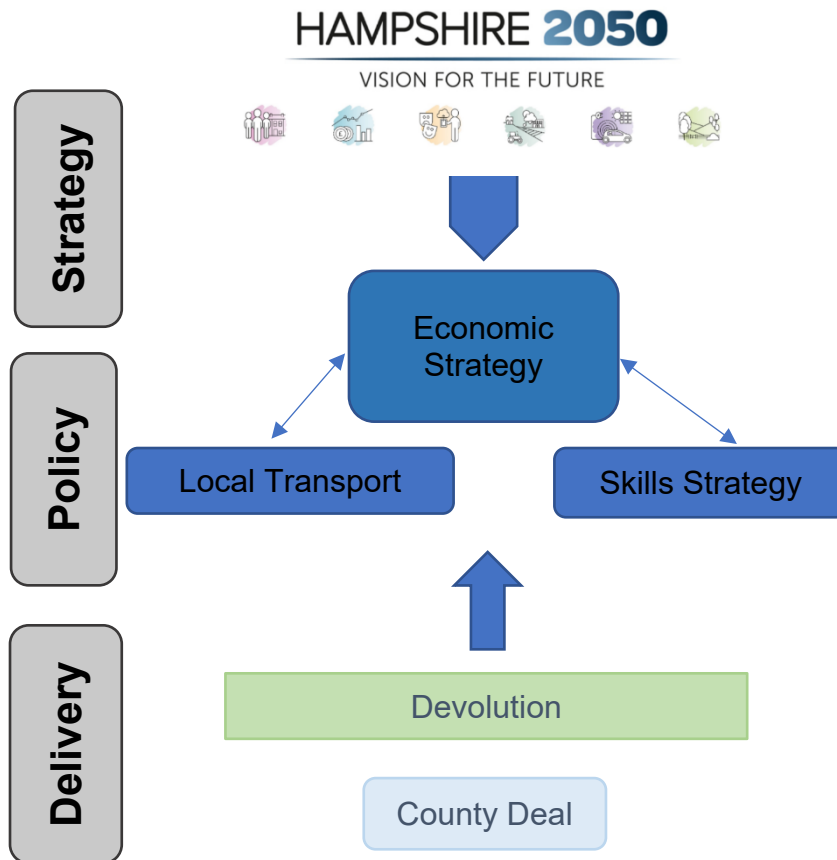 HAMPSHIRE 2050
VISION FOR THE FUTURE
Strategy
Economic
Strategy
Policy
Local Transport
Skills Strategy
Delivery
Devolution
County Deal